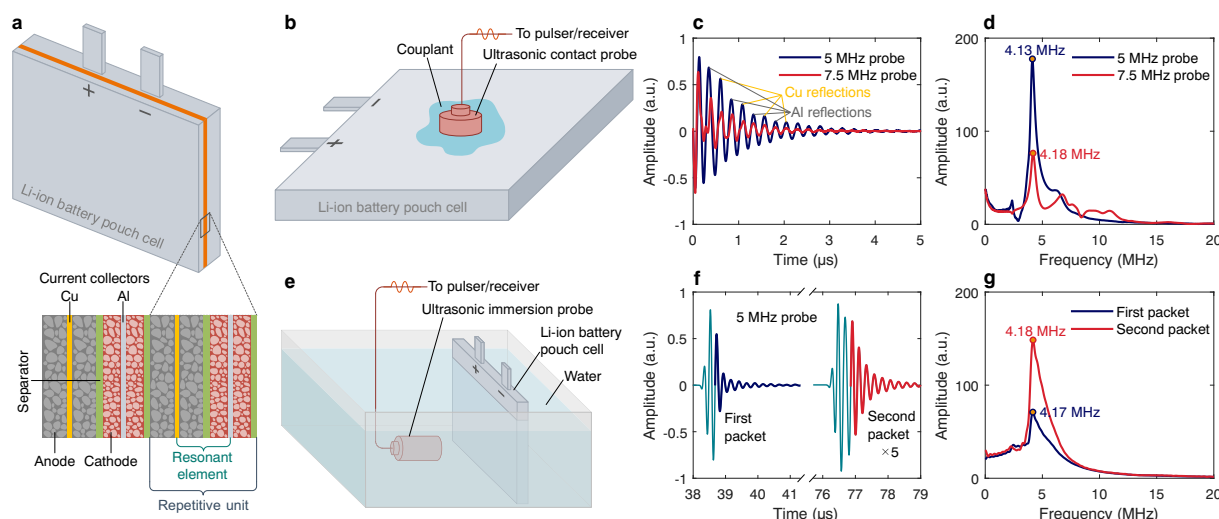 a
+
−
Li-ion battery pouch cell
Current collectors
Cu
Al
Separator
Anode
Cathode
Resonant
element
Repetitive unit
b
To pulser/receiver
Couplant
Ultrasonic contact probe
−
+
Li-ion battery pouch cell
c
1
0.5
0
-0.5
-1
Amplitude (a.u.)
5 MHz probe
7.5 MHz probe
Cu reflections
Al reflections
0 1 2 3 4 5
Time (µs)
d
200
100
0
Amplitude (a.u.)
4.13 MHz
5 MHz probe
7.5 MHz probe
4.18 MHz
0 5 10 15 20
Frequency (MHz)
e
To pulser/receiver
Ultrasonic immersion probe
Li-ion battery
pouch cell
Water
f
1
0.5
0
-0.5
-1
Amplitude (a.u.)
5 MHz probe
First
packet
Second
packet
×5
38 39 40 41 76 77 78 79
Time (µs)
g
200
100
0
Amplitude (a.u.)
First packet
Second packet
4.18 MHz
4.17 MHz
0 5 10 15 20
Frequency (MHz)